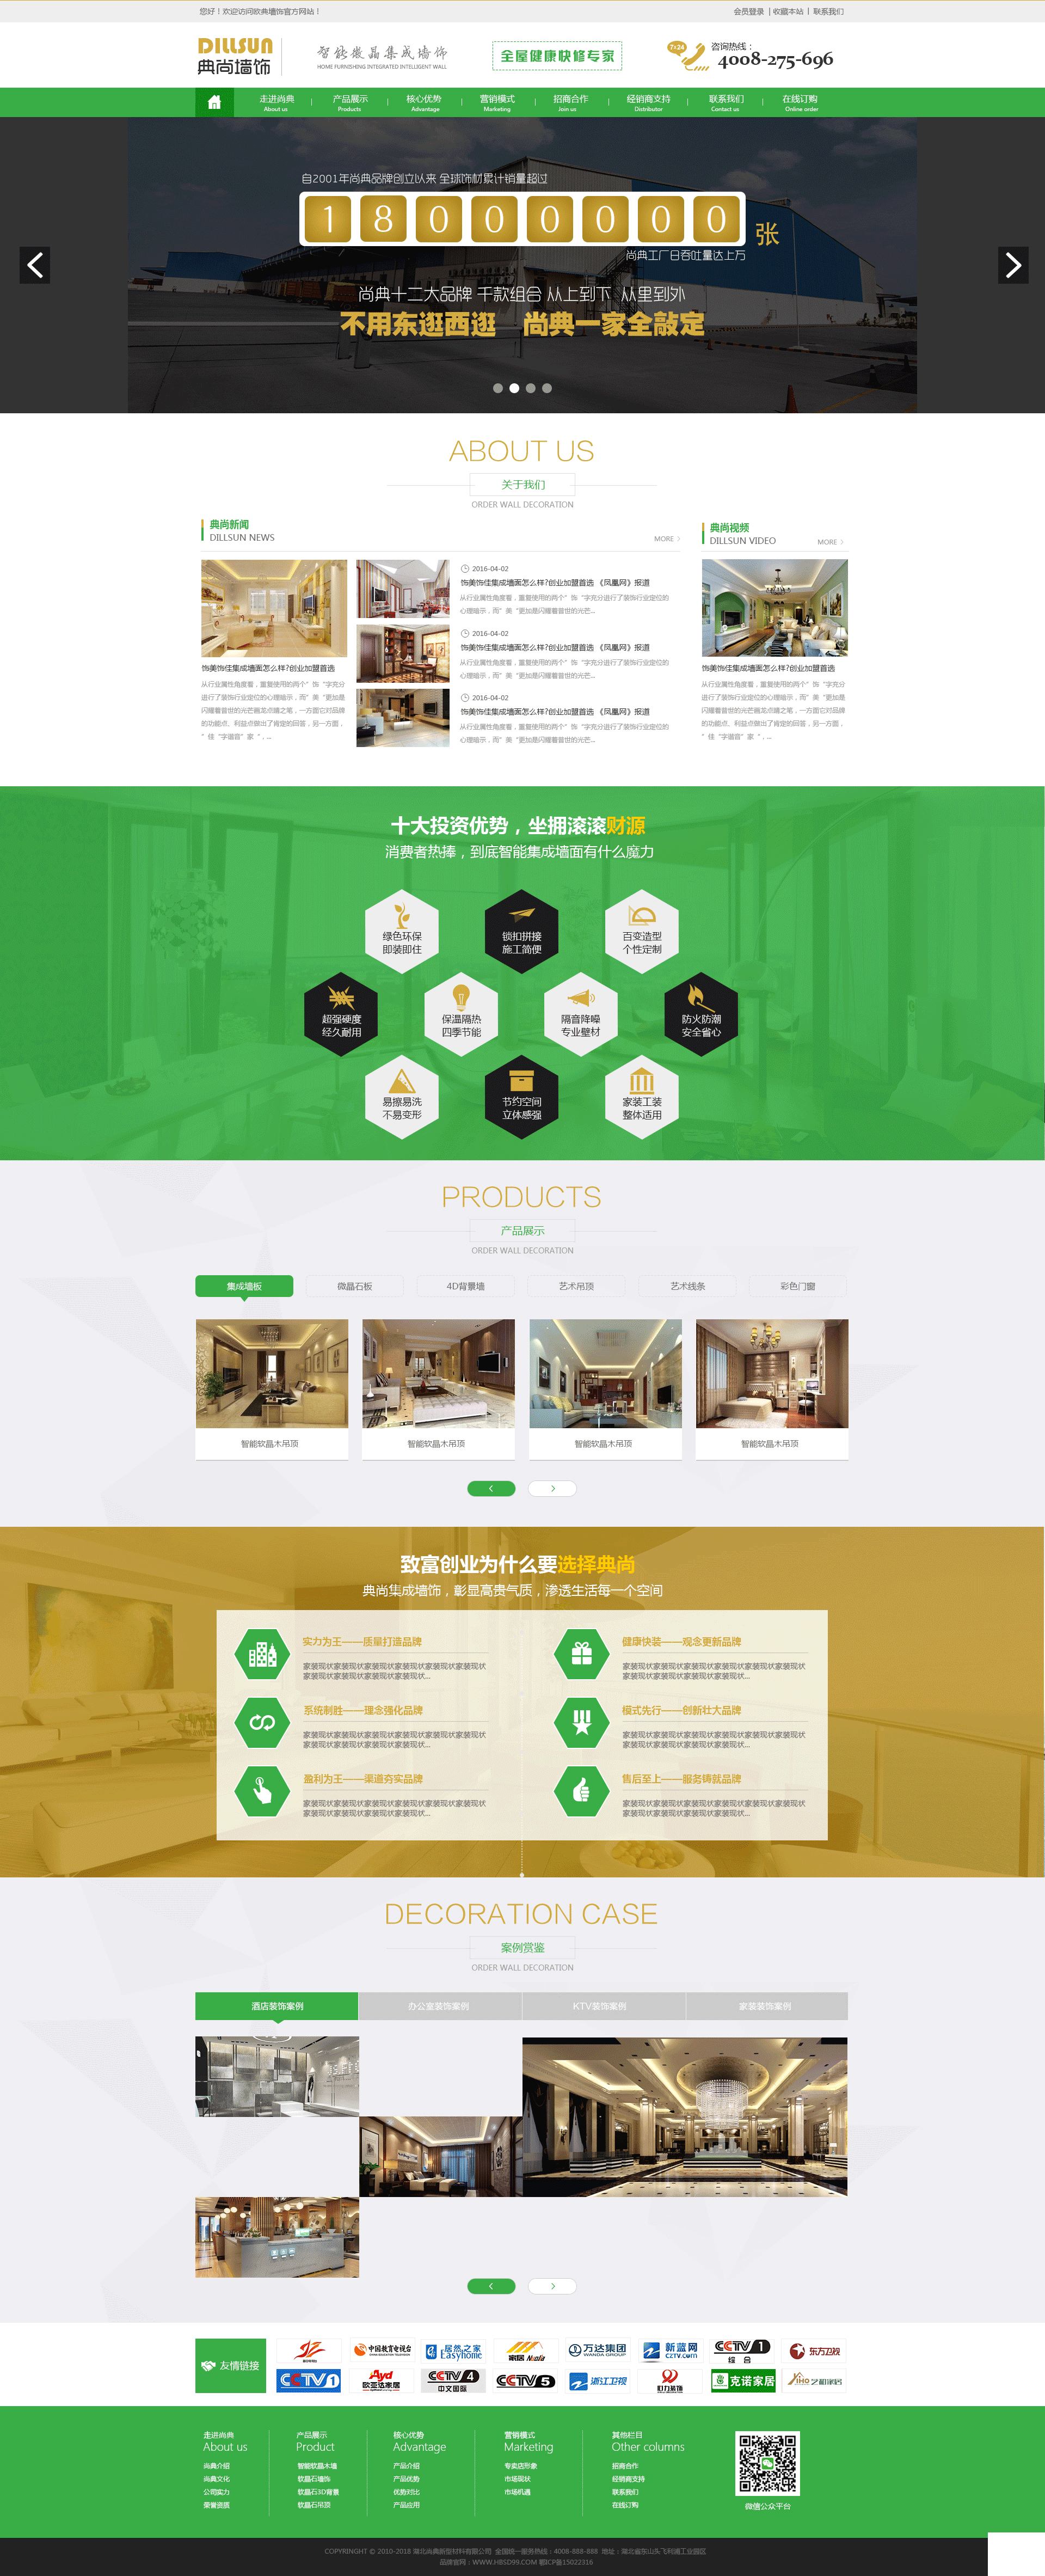 您好！欢迎访问欧典墙饰官方网站！
会员登录 | 收藏本站 | 联系我们
DILLSUN
典尚墙饰
智能微晶集成墙饰
HOME FURNISHING INTEGRATED INTELLIGENT WALL
全屋健康快修专家
7×24
咨询热线：
4008-275-696
走进尚典 产品展示 核心优势 营销模式 招商合作 经销商支持 联系我们 在线订购
About us Products Advantage Marketing Join us Distributor Contact us Online order
自2001年尚典品牌创立以来 全球饰材累计销量超过
18000000张
尚典工厂日吞吐量达上万
尚典十二大品牌 千款组合 从上到下 从里到外
不用东逛西逛 尚典一家全敲定
ABOUT US
关于我们
ORDER WALL DECORATION
典尚新闻
DILLSUN NEWS
MORE
典尚视频
DILLSUN VIDEO
MORE
饰美饰佳集成墙面怎么样?创业加盟首选
从行业属性角度看，重复使用的两个”饰“字充分
进行了装饰行业定位的心理暗示，而”美“更加是
闪耀着普世的光芒画龙点睛之笔，一方面它对品牌
的功能点、利益点做出了肯定的回答，另一方面，
”佳“字谐音”家“，...
2016-04-02
饰美饰佳集成墙面怎么样?创业加盟首选 《凤凰网》报道
从行业属性角度看，重复使用的两个”饰“字充分进行了装饰行业定位的
心理暗示，而”美“更加是闪耀着普世的光芒...
2016-04-02
饰美饰佳集成墙面怎么样?创业加盟首选 《凤凰网》报道
从行业属性角度看，重复使用的两个”饰“字充分进行了装饰行业定位的
心理暗示，而”美“更加是闪耀着普世的光芒...
2016-04-02
饰美饰佳集成墙面怎么样?创业加盟首选 《凤凰网》报道
从行业属性角度看，重复使用的两个”饰“字充分进行了装饰行业定位的
心理暗示，而”美“更加是闪耀着普世的光芒...
饰美饰佳集成墙面怎么样?创业加盟首选
从行业属性角度看，重复使用的两个”饰“字充分
进行了装饰行业定位的心理暗示，而”美“更加是
闪耀着普世的光芒画龙点睛之笔，一方面它对品牌
的功能点、利益点做出了肯定的回答，另一方面，
”佳“字谐音”家“，...
十大投资优势，坐拥滚滚财源
消费者热捧，到底智能集成墙面有什么魔力
绿色环保
即装即住
锁扣拼接
施工简便
百变造型
个性定制
超强硬度
经久耐用
保温隔热
四季节能
隔音降噪
专业壁材
防火防潮
安全省心
易擦易洗
不易变形
节约空间
立体感强
家装工装
整体适用
PRODUCTS
产品展示
ORDER WALL DECORATION
集成墙板 微晶石板 4D背景墙 艺术吊顶 艺术线条 彩色门窗
智能软晶木吊顶 智能软晶木吊顶 智能软晶木吊顶 智能软晶木吊顶
致富创业为什么要选择典尚
典尚集成墙饰，彰显高贵气质，渗透生活每一个空间
实力为王——质量打造品牌
家装现状家装现状家装现状家装现状家装现状家装现状
家装现状家装现状家装现状家装现状...
健康快装——观念更新品牌
家装现状家装现状家装现状家装现状家装现状家装现状
家装现状家装现状家装现状家装现状...
系统制胜——理念强化品牌
家装现状家装现状家装现状家装现状家装现状家装现状
家装现状家装现状家装现状家装现状...
模式先行——创新壮大品牌
家装现状家装现状家装现状家装现状家装现状家装现状
家装现状家装现状家装现状家装现状...
盈利为王——渠道夯实品牌
家装现状家装现状家装现状家装现状家装现状家装现状
家装现状家装现状家装现状家装现状...
售后至上——服务铸就品牌
家装现状家装现状家装现状家装现状家装现状家装现状
家装现状家装现状家装现状家装现状...
DECORATION CASE
案例赏鉴
ORDER WALL DECORATION
酒店装饰案例 办公室装饰案例 KTV装饰案例 家装装饰案例
友情链接
中国教育电视台
居然之家
Easyhome
家居
万达集团
WANDA GROUP
新蓝网
cztv.com
CCTV 1
综合
东方卫视
CCTV 1
Ayd
欧亚达家居
CCTV 4
中文国际
CCTV 5
浙江卫视
心力装饰
克诺家居
YIHO艺和家居
走进尚典
About us
尚典介绍
尚典文化
公司实力
荣誉资质
产品展示
Product
智能软晶木墙
软晶石墙饰
软晶石3D背景
软晶石吊顶
核心优势
Advantage
产品介绍
产品优势
优势对比
产品应用
营销模式
Marketing
专卖店形象
市场现状
市场机遇
其他栏目
Other columns
招商合作
经销商支持
联系我们
在线订购
微信公众平台
COPYRINGHT © 2010-2018 湖北尚典新型材料有限公司 全国统一服务热线：4008-888-888 地址：湖北省东山头飞利浦工业园区
品牌官网：WWW.HBSD99.COM 鄂ICP备15022316